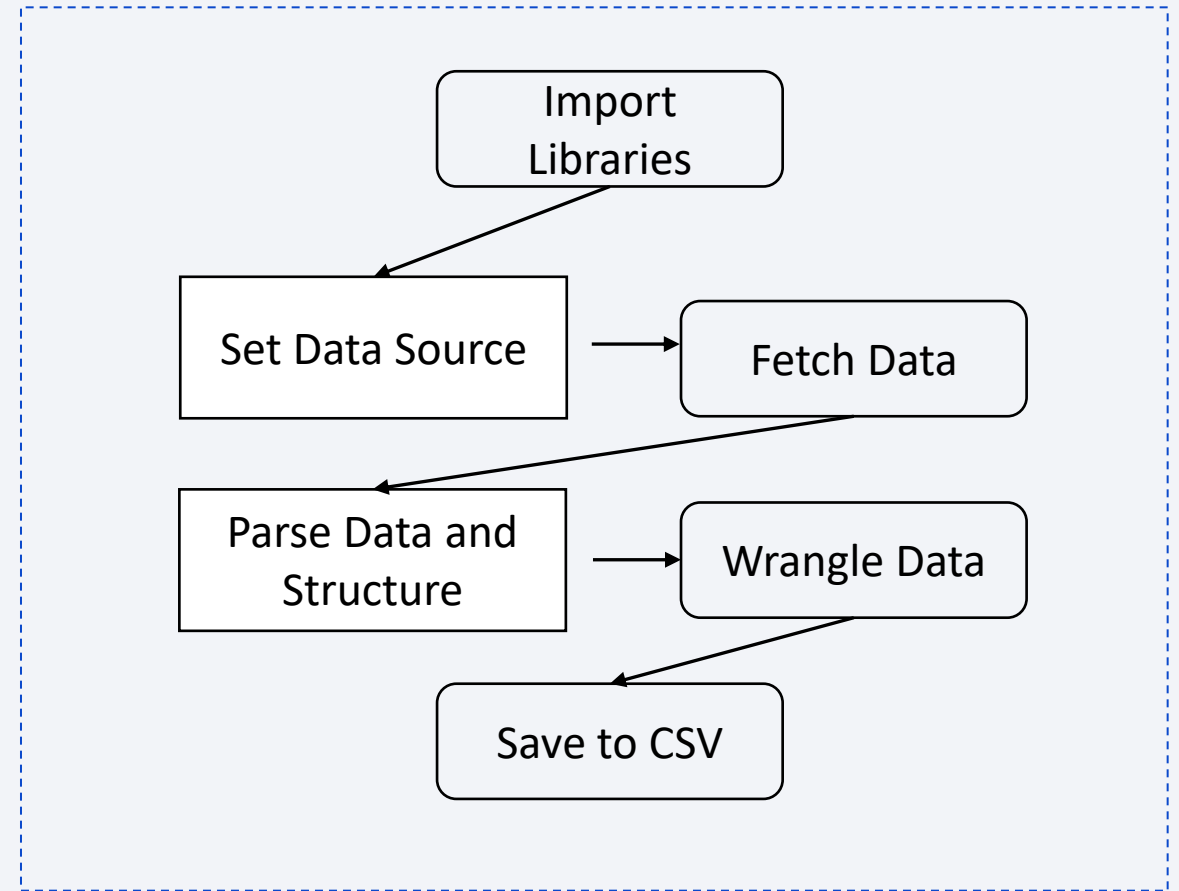 Import
Libraries
Set Data Source
Fetch Data
Parse Data and
Structure
Wrangle Data
Save to CSV